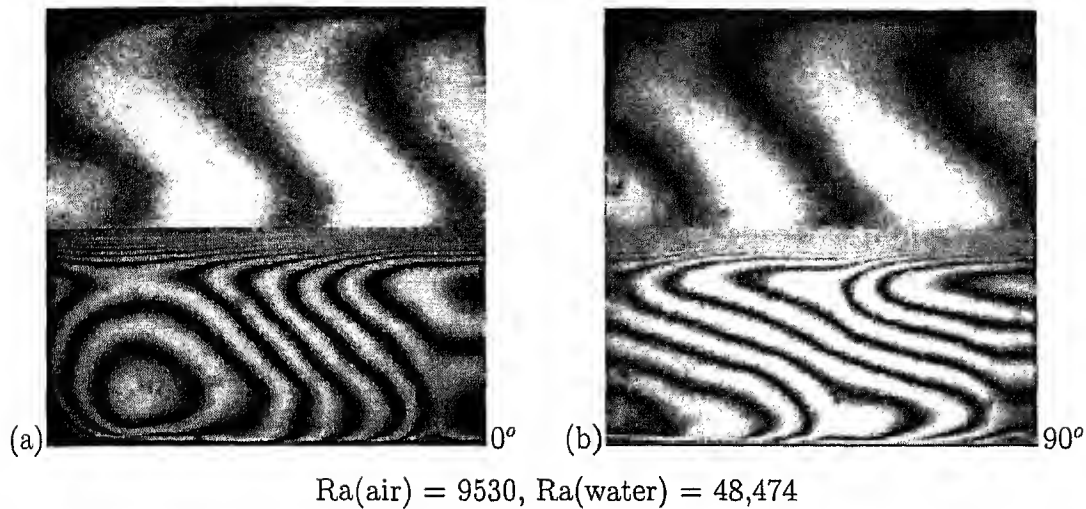 (a) 0° (b) 90°
Ra(air) = 9530, Ra(water) = 48,474